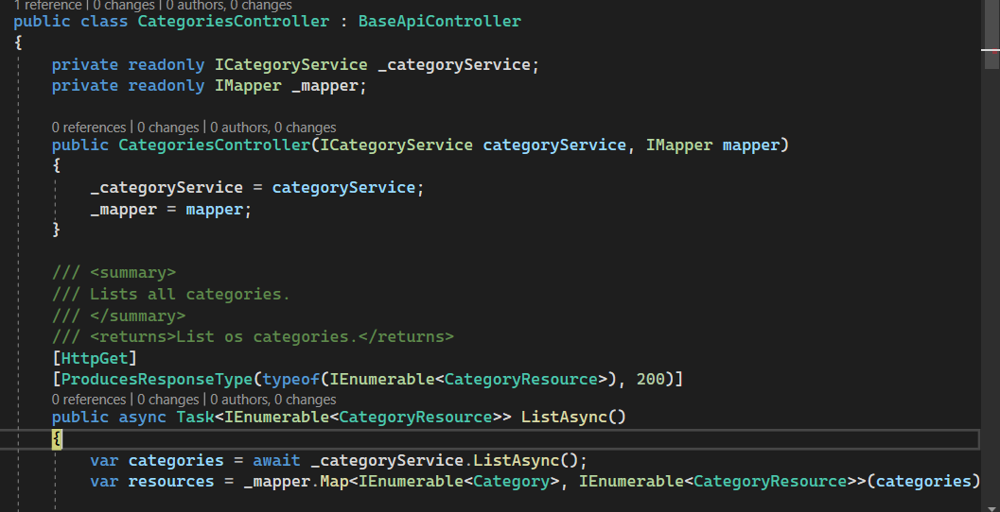 1 reference | 0 changes | 0 authors, 0 changes
public class CategoriesController : BaseApiController
{
private readonly ICategoryService _categoryService;
private readonly IMapper _mapper;
0 references | 0 changes | 0 authors, 0 changes
public CategoriesController(ICategoryService categoryService, IMapper mapper)
{
_categoryService = categoryService;
_mapper = mapper;
}
/// <summary>
/// Lists all categories.
/// </summary>
/// <returns>List os categories.</returns>
[HttpGet]
[ProducesResponseType(typeof(IEnumerable<CategoryResource>), 200)]
0 references | 0 changes | 0 authors, 0 changes
public async Task<IEnumerable<CategoryResource>> ListAsync()
{
var categories = await _categoryService.ListAsync();
var resources = _mapper.Map<IEnumerable<Category>, IEnumerable<CategoryResource>>(categories)